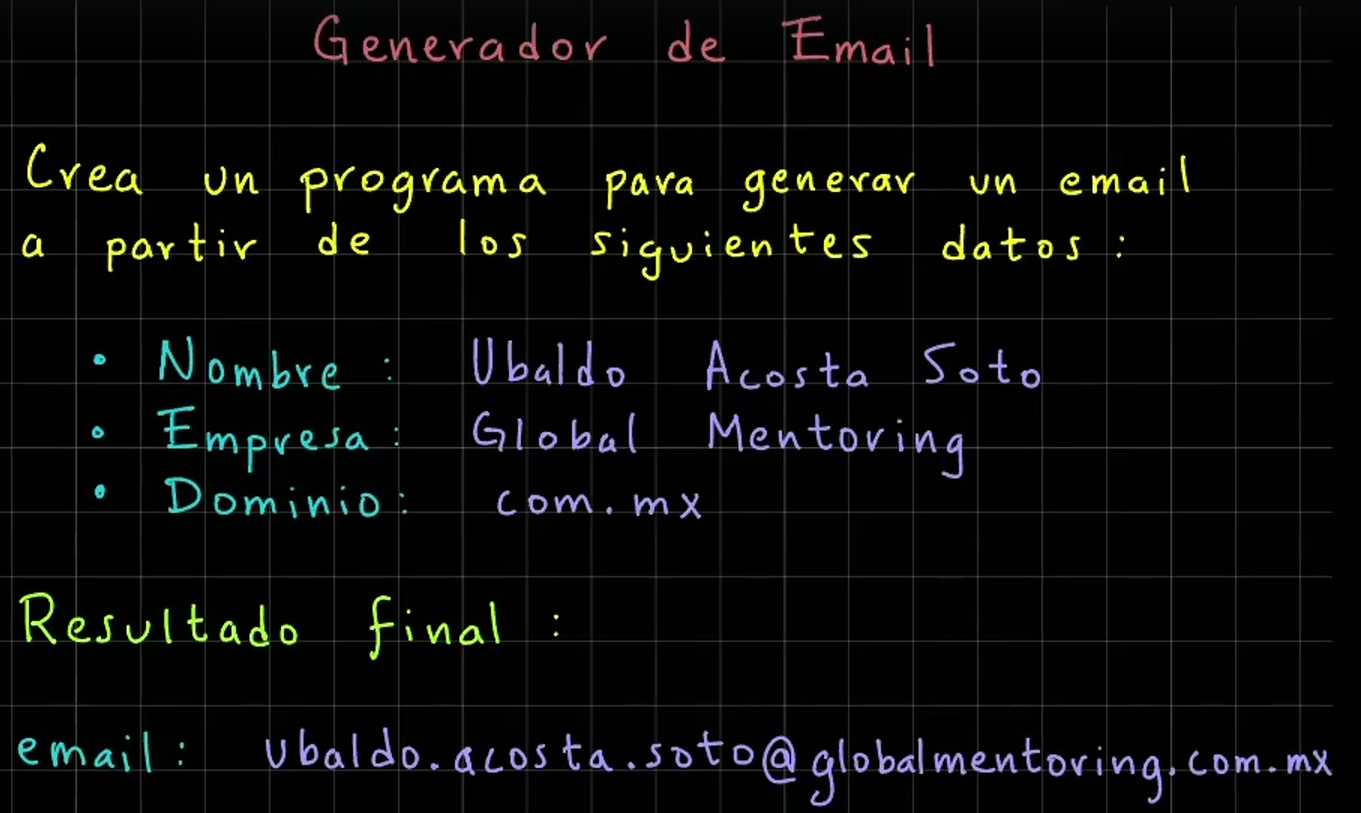 Generador de Email
Crea un programa para generar un email
a partir de los siguientes datos:
• Nombre: Ubaldo Acosta Soto
• Empresa: Global Mentoring
• Dominio: com.mx
Resultado final:
email: ubaldo.acosta.soto@globalmentoring.com.mx